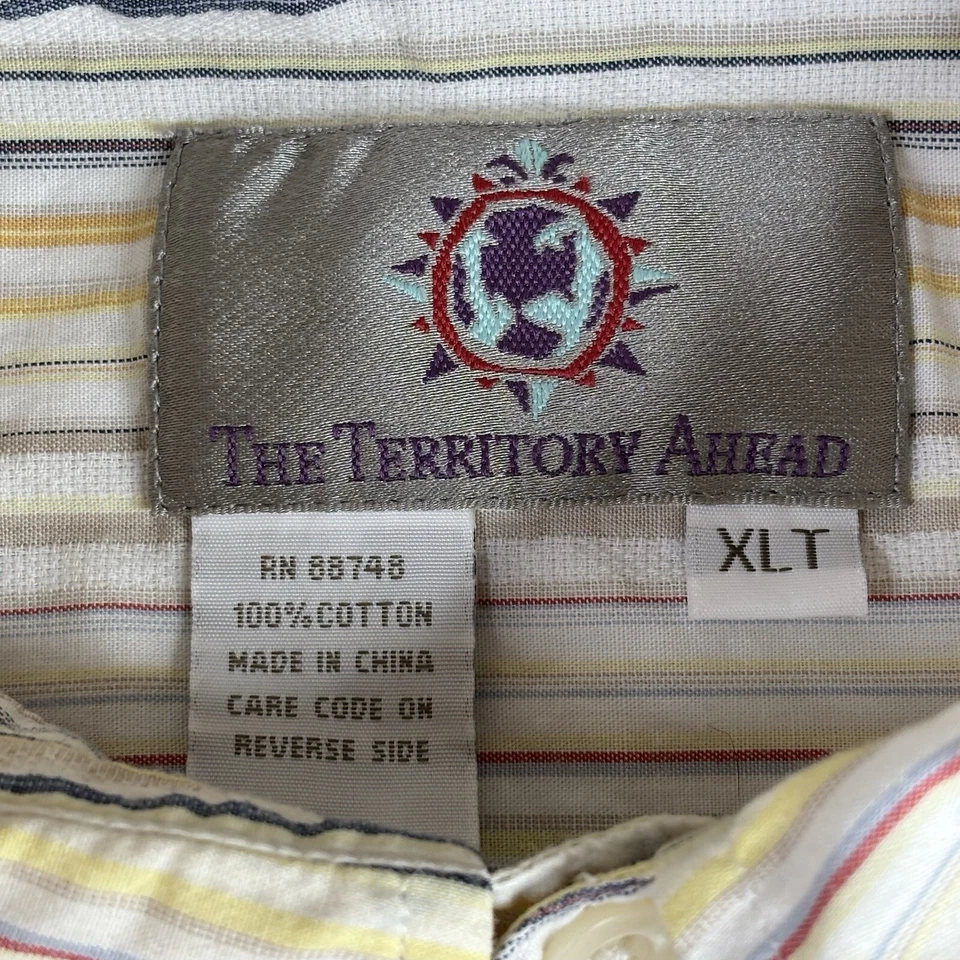 THE TERRITORY AHEAD
XLT
RN 88748
100% COTTON
MADE IN CHINA
CARE CODE ON
REVERSE SIDE